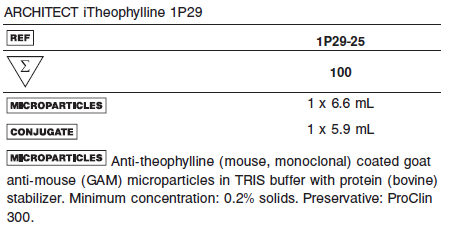 ARCHITECT iTheophylline 1P29
REF 1P29-25
Σ 100
MICROPARTICLES 1 x 6.6 mL
CONJUGATE 1 x 5.9 mL
MICROPARTICLES Anti-theophylline (mouse, monoclonal) coated goat
anti-mouse (GAM) microparticles in TRIS buffer with protein (bovine)
stabilizer. Minimum concentration: 0.2% solids. Preservative: ProClin
300.